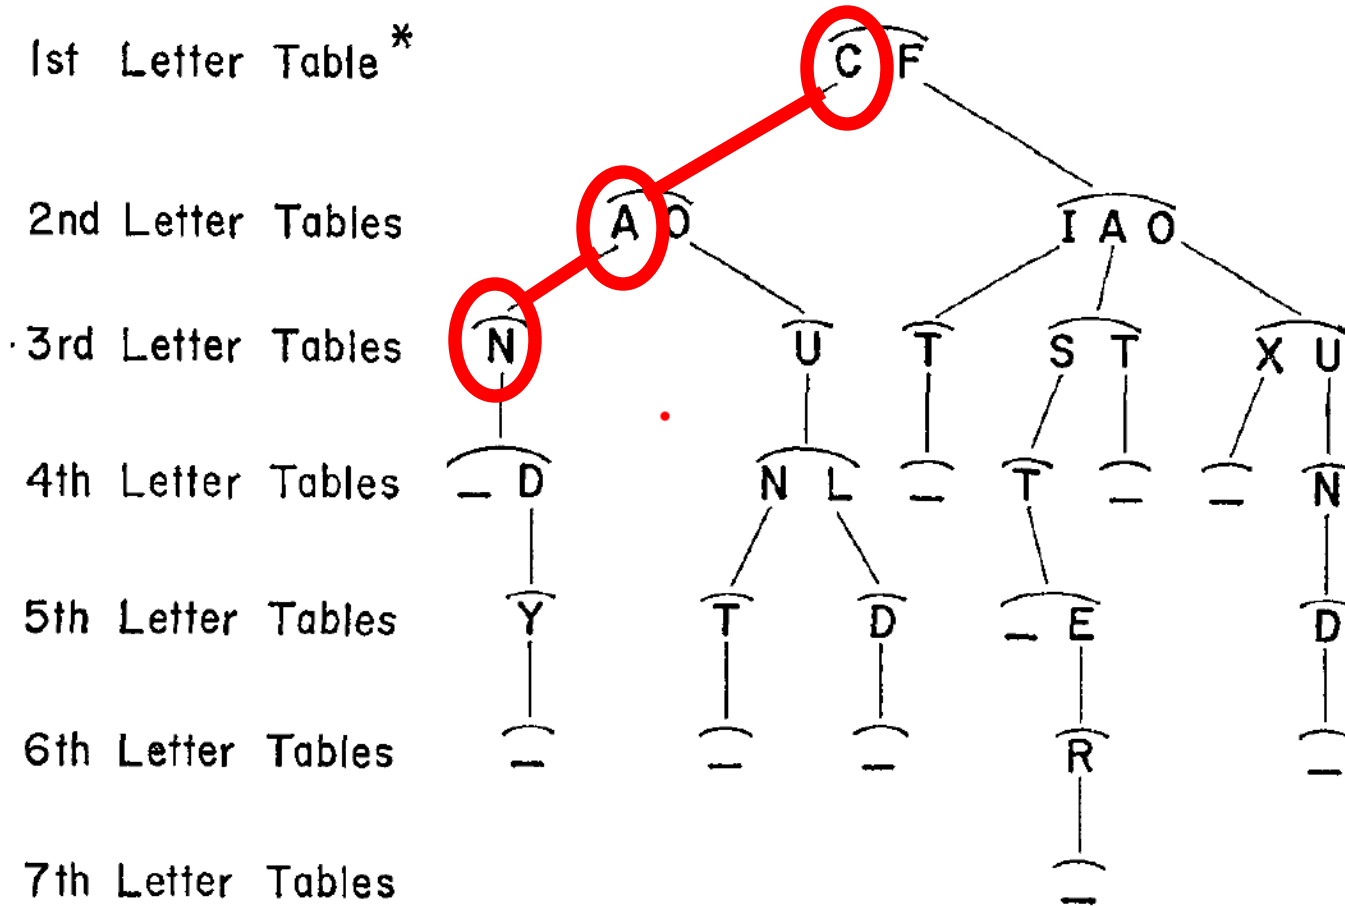 1st Letter Table * C F
2nd Letter Tables A O I A O
3rd Letter Tables N U T S T X U
4th Letter Tables _ D N L _ T _ _ N
5th Letter Tables Y T D _ E D
6th Letter Tables _ _ _ R _
7th Letter Tables _